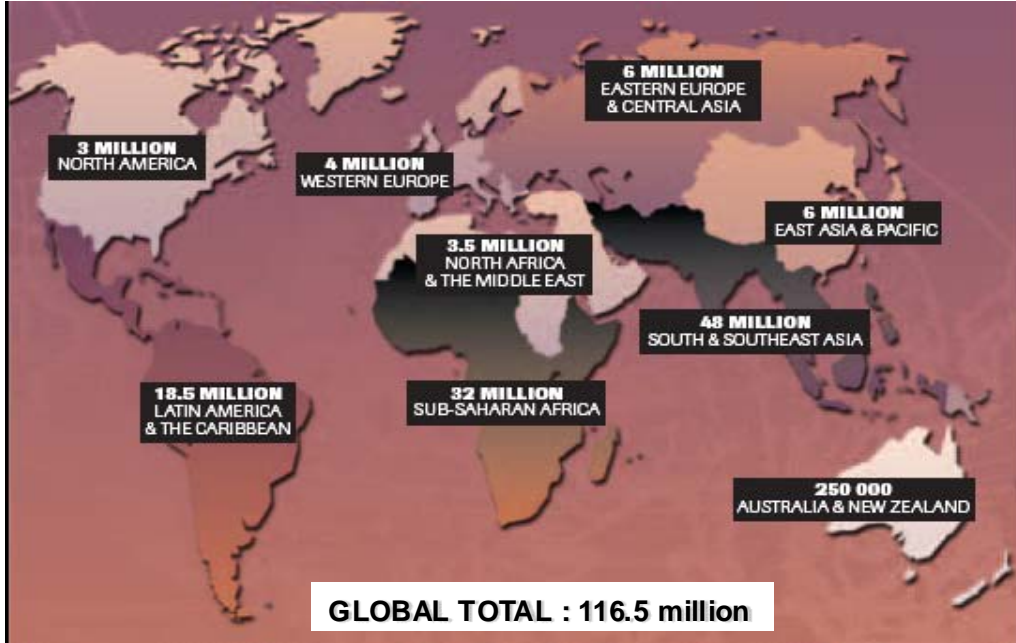 6 MILLION
EASTERN EUROPE
& CENTRAL ASIA
3 MILLION
NORTH AMERICA
4 MILLION
WESTERN EUROPE
6 MILLION
EAST ASIA & PACIFIC
3.5 MILLION
NORTH AFRICA
& THE MIDDLE EAST
48 MILLION
SOUTH & SOUTHEAST ASIA
18.5 MILLION
LATIN AMERICA
& THE CARIBBEAN
32 MILLION
SUB-SAHARAN AFRICA
250 000
AUSTRALIA & NEW ZEALAND
GLOBAL TOTAL : 116.5 million